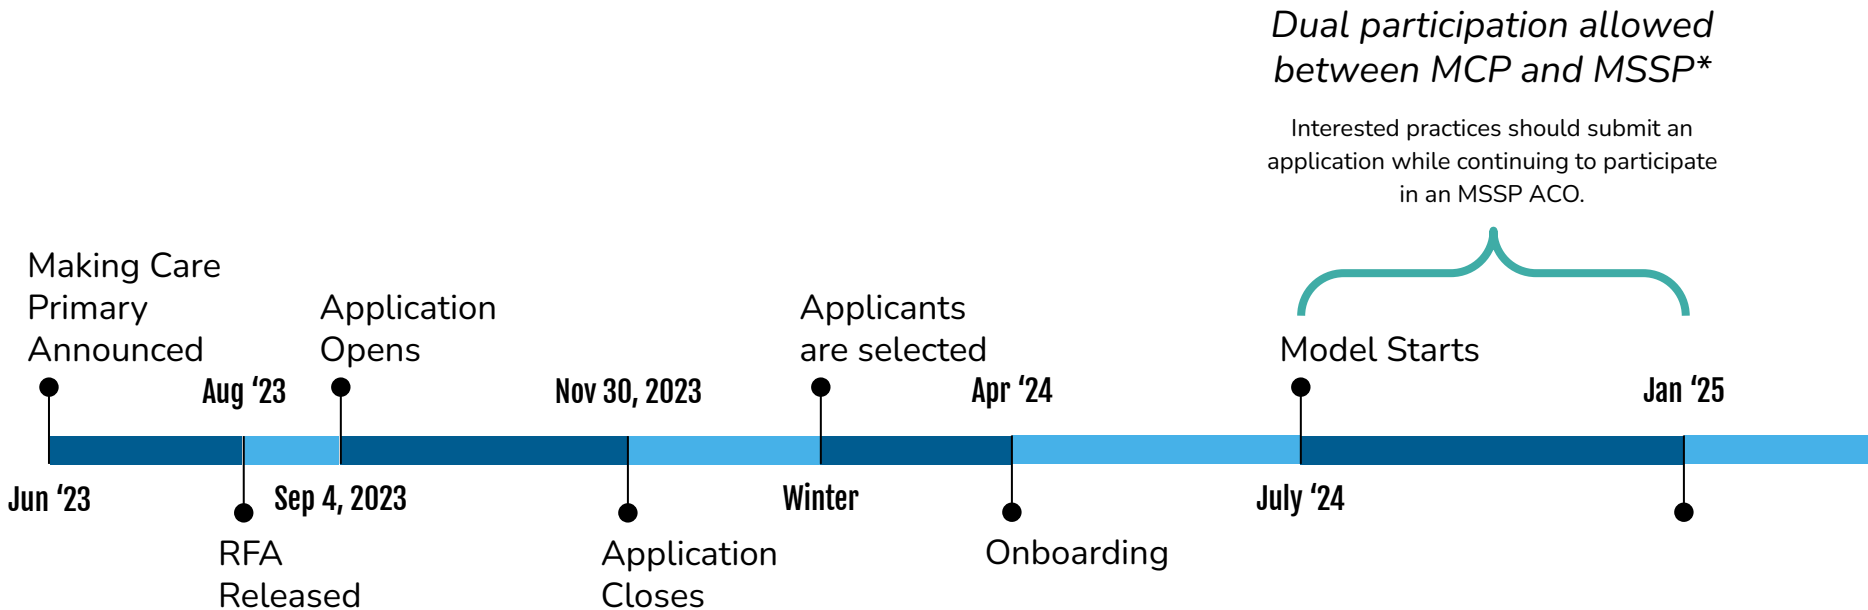 Dual participation allowed
between MCP and MSSP*
Interested practices should submit an
application while continuing to participate
in an MSSP ACO.
Making Care
Primary
Announced
Jun ‘23
Aug ‘23
RFA
Released
Application
Opens
Sep 4, 2023
Nov 30, 2023
Application
Closes
Applicants
are selected
Winter
Apr ‘24
Onboarding
Model Starts
July ‘24
Jan ‘25